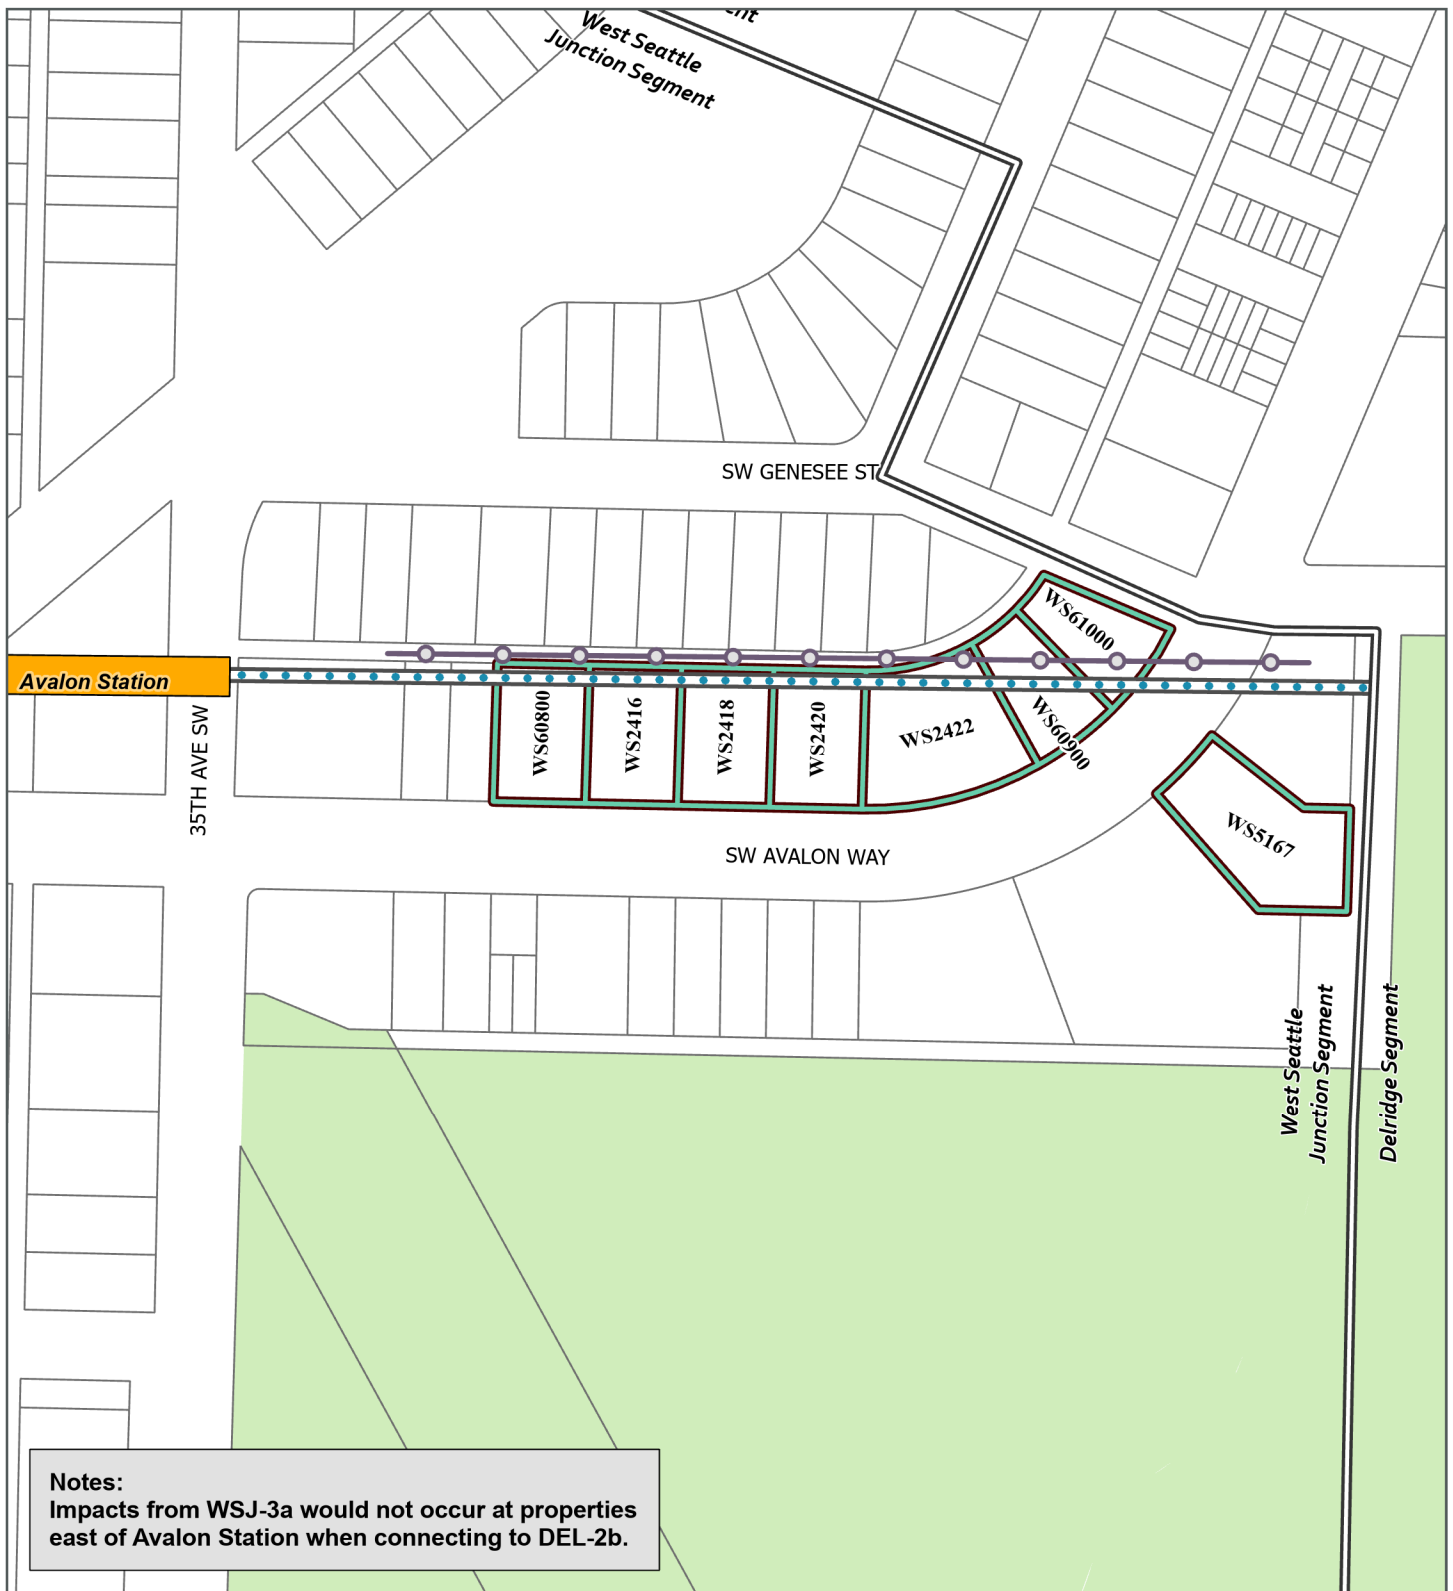 West Seattle
Junction Segment
SW GENESEE ST
WS61000
Avalon Station
35TH AVE SW
WS60800
WS2416
WS2418
WS2420
WS2422
WS60900
WS5167
SW AVALON WAY
West Seattle
Junction Segment
Delridge Segment
Notes:
Impacts from WSJ-3a would not occur at properties
east of Avalon Station when connecting to DEL-2b.